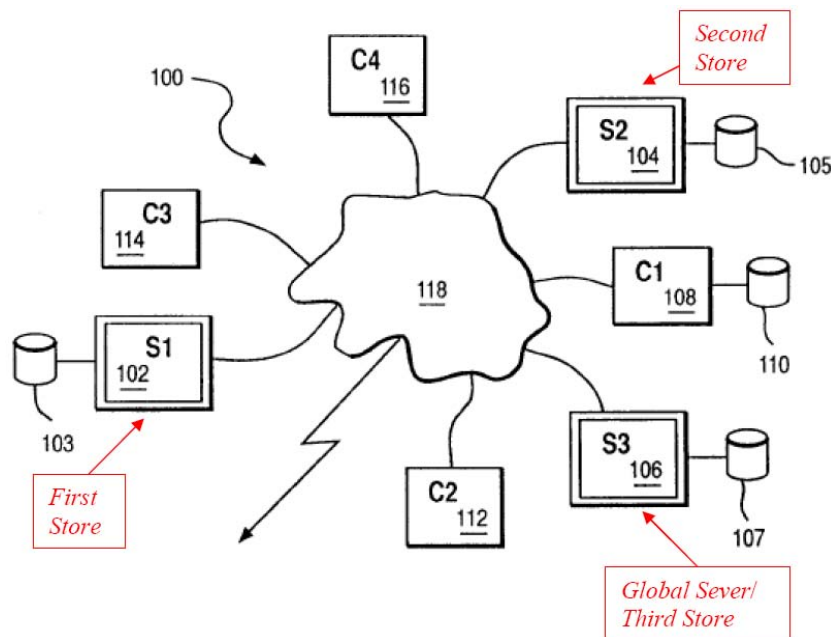 Second
Store
C4
116
100
S2
104
105
C3
114
118
C1
108
110
S1
102
103
First
Store
C2
112
S3
106
107
Global Sever/
Third Store